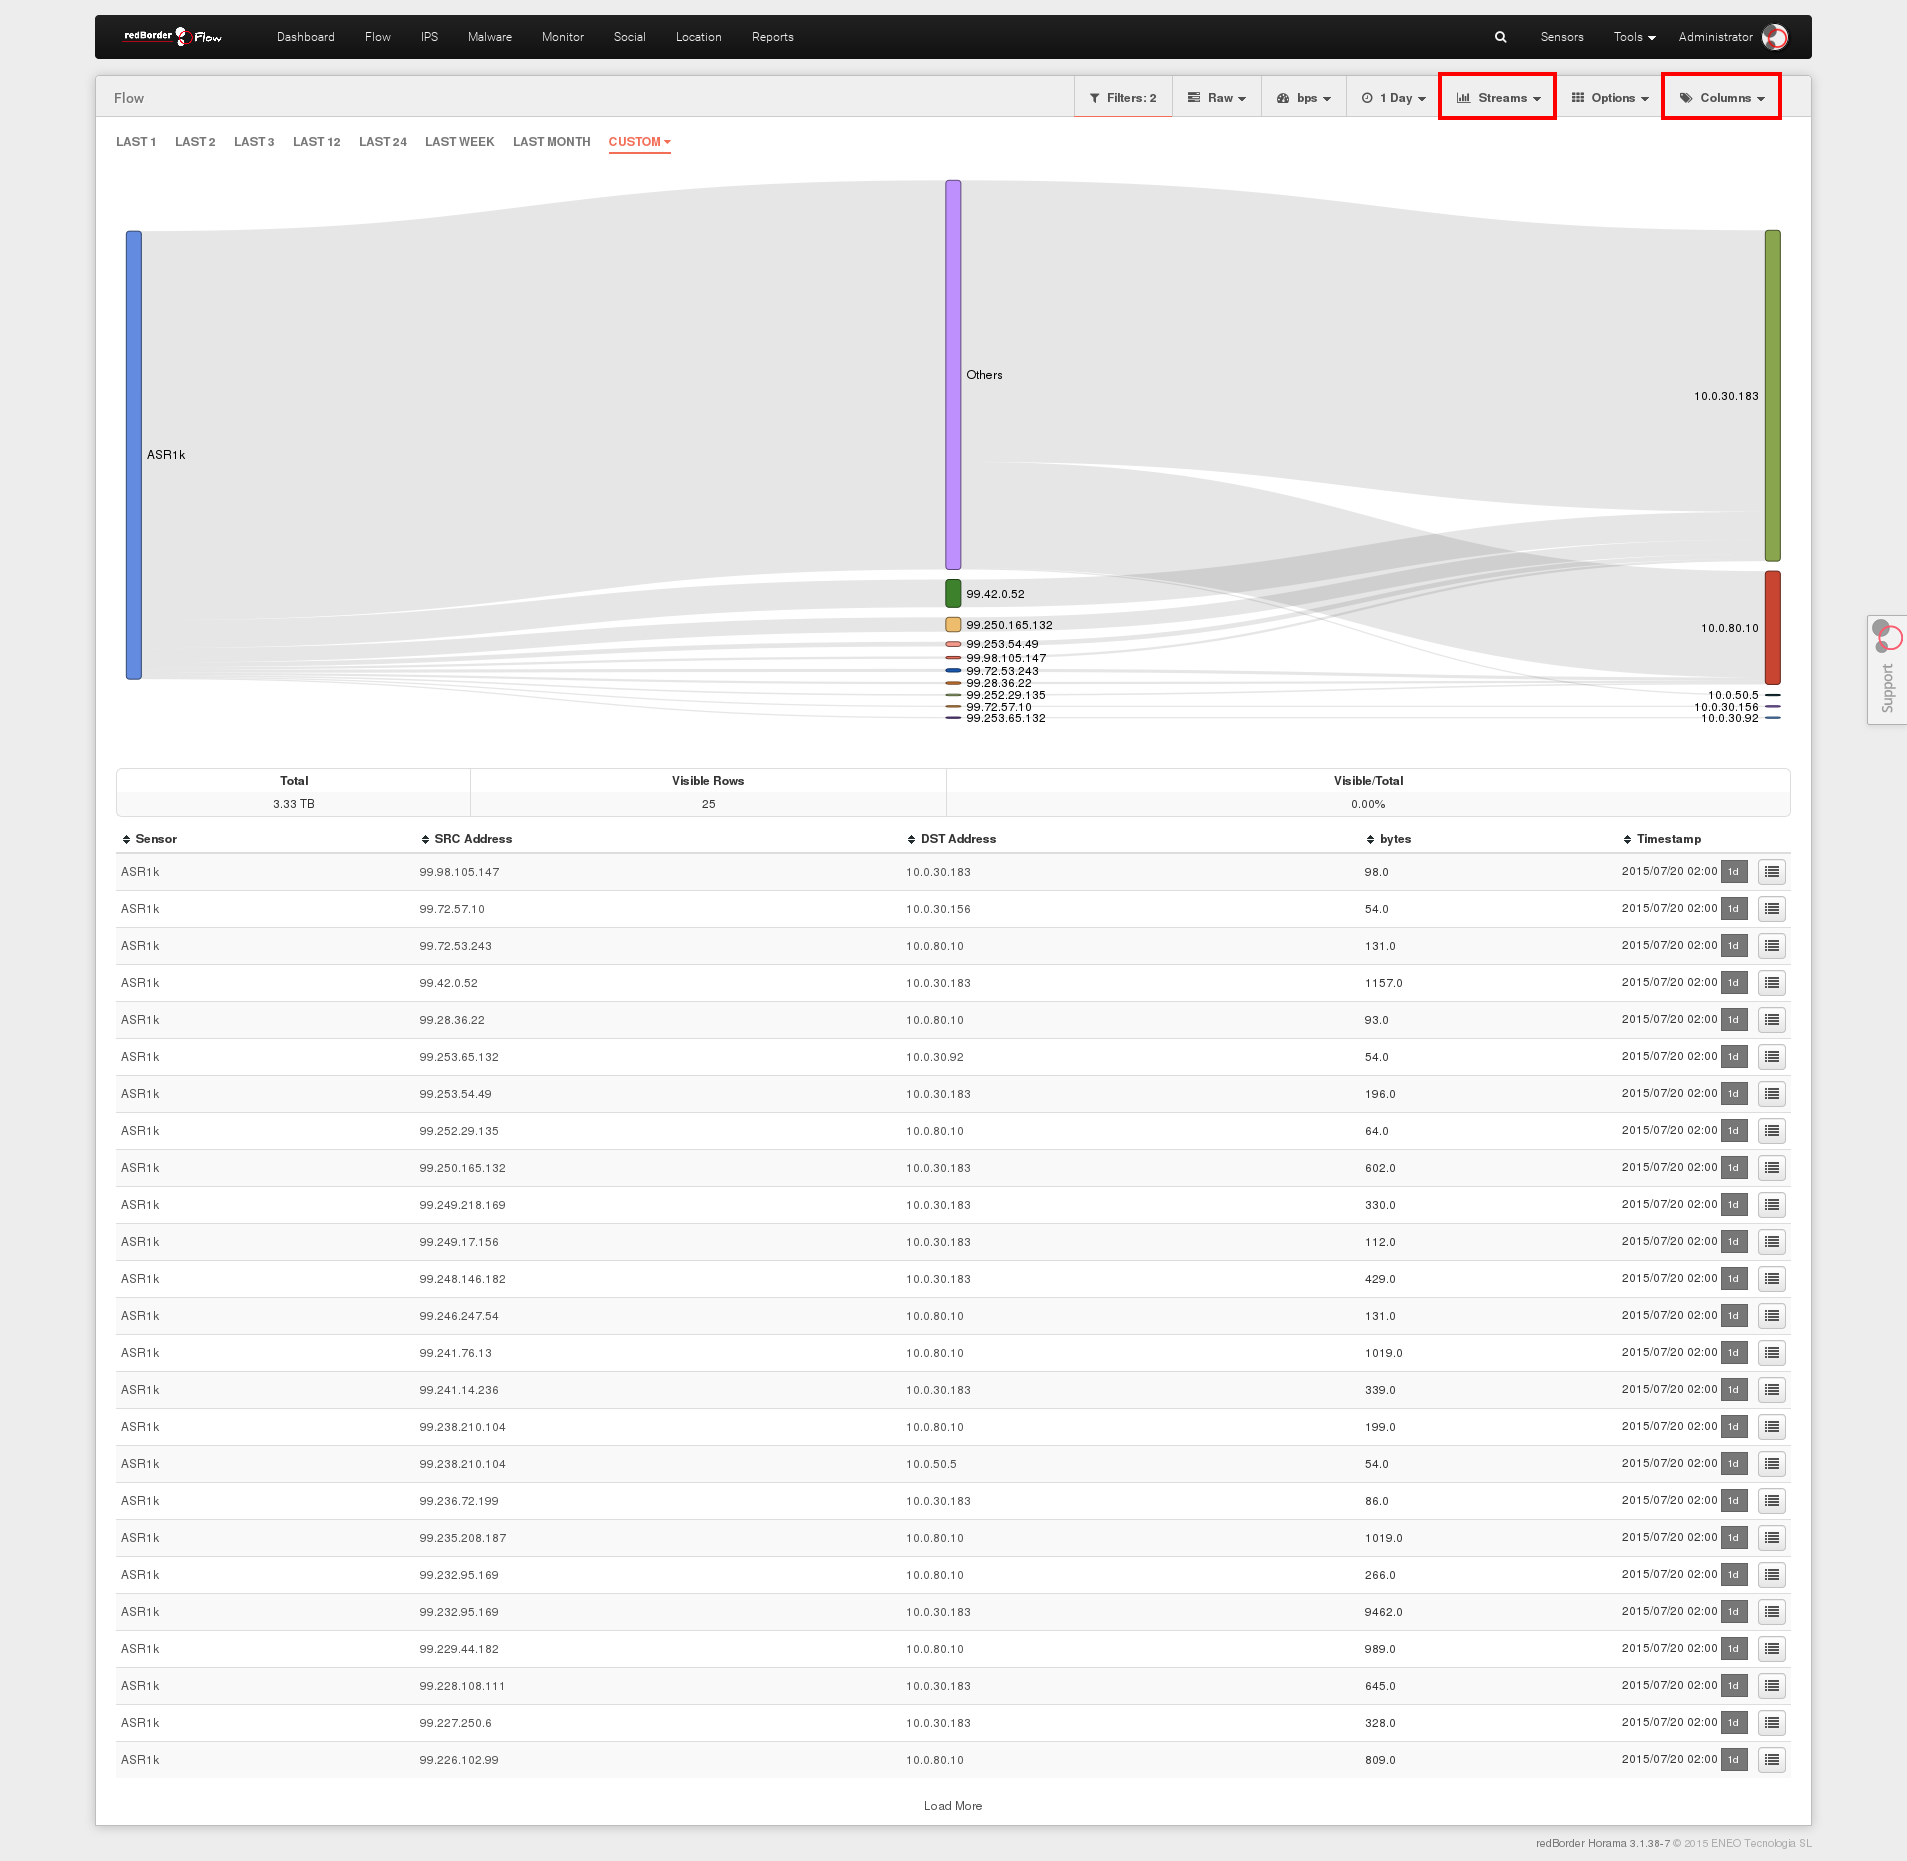 redBorder Flow Dashboard Flow IPS Malware Monitor Social Location Reports Sensors Tools Administrator
Flow Filters: 2 Raw bps 1 Day Streams Options Columns
LAST 1 LAST 2 LAST 3 LAST 12 LAST 24 LAST WEEK LAST MONTH CUSTOM
Others
10.0.30.183
ASR1k
99.42.0.52
99.250.165.132
10.0.80.10
99.253.54.49
99.98.105.147
99.72.53.243
99.28.36.22
99.252.29.135 10.0.50.5
99.72.57.10 10.0.30.156
99.253.65.132 10.0.30.92
Support
Total Visible Rows Visible/Total
3.33 TB 25 0.00%
Sensor SRC Address DST Address bytes Timestamp
ASR1k 99.98.105.147 10.0.30.183 98.0 2015/07/20 02:00 1d
ASR1k 99.72.57.10 10.0.30.156 54.0 2015/07/20 02:00 1d
ASR1k 99.72.53.243 10.0.80.10 131.0 2015/07/20 02:00 1d
ASR1k 99.42.0.52 10.0.30.183 1157.0 2015/07/20 02:00 1d
ASR1k 99.28.36.22 10.0.80.10 93.0 2015/07/20 02:00 1d
ASR1k 99.253.65.132 10.0.30.92 54.0 2015/07/20 02:00 1d
ASR1k 99.253.54.49 10.0.30.183 196.0 2015/07/20 02:00 1d
ASR1k 99.252.29.135 10.0.80.10 64.0 2015/07/20 02:00 1d
ASR1k 99.250.165.132 10.0.30.183 602.0 2015/07/20 02:00 1d
ASR1k 99.249.218.169 10.0.30.183 330.0 2015/07/20 02:00 1d
ASR1k 99.249.17.156 10.0.30.183 112.0 2015/07/20 02:00 1d
ASR1k 99.248.146.182 10.0.30.183 429.0 2015/07/20 02:00 1d
ASR1k 99.246.247.54 10.0.80.10 131.0 2015/07/20 02:00 1d
ASR1k 99.241.76.13 10.0.80.10 1019.0 2015/07/20 02:00 1d
ASR1k 99.241.14.236 10.0.30.183 339.0 2015/07/20 02:00 1d
ASR1k 99.238.210.104 10.0.80.10 199.0 2015/07/20 02:00 1d
ASR1k 99.238.210.104 10.0.50.5 54.0 2015/07/20 02:00 1d
ASR1k 99.236.72.199 10.0.30.183 86.0 2015/07/20 02:00 1d
ASR1k 99.235.208.187 10.0.80.10 1019.0 2015/07/20 02:00 1d
ASR1k 99.232.95.169 10.0.80.10 266.0 2015/07/20 02:00 1d
ASR1k 99.232.95.169 10.0.30.183 9462.0 2015/07/20 02:00 1d
ASR1k 99.229.44.182 10.0.80.10 989.0 2015/07/20 02:00 1d
ASR1k 99.228.108.111 10.0.30.183 645.0 2015/07/20 02:00 1d
ASR1k 99.227.250.6 10.0.30.183 328.0 2015/07/20 02:00 1d
ASR1k 99.226.102.99 10.0.80.10 809.0 2015/07/20 02:00 1d
Load More
redBorder Horama 3.1.38-7 © 2015 ENEO Tecnologia SL